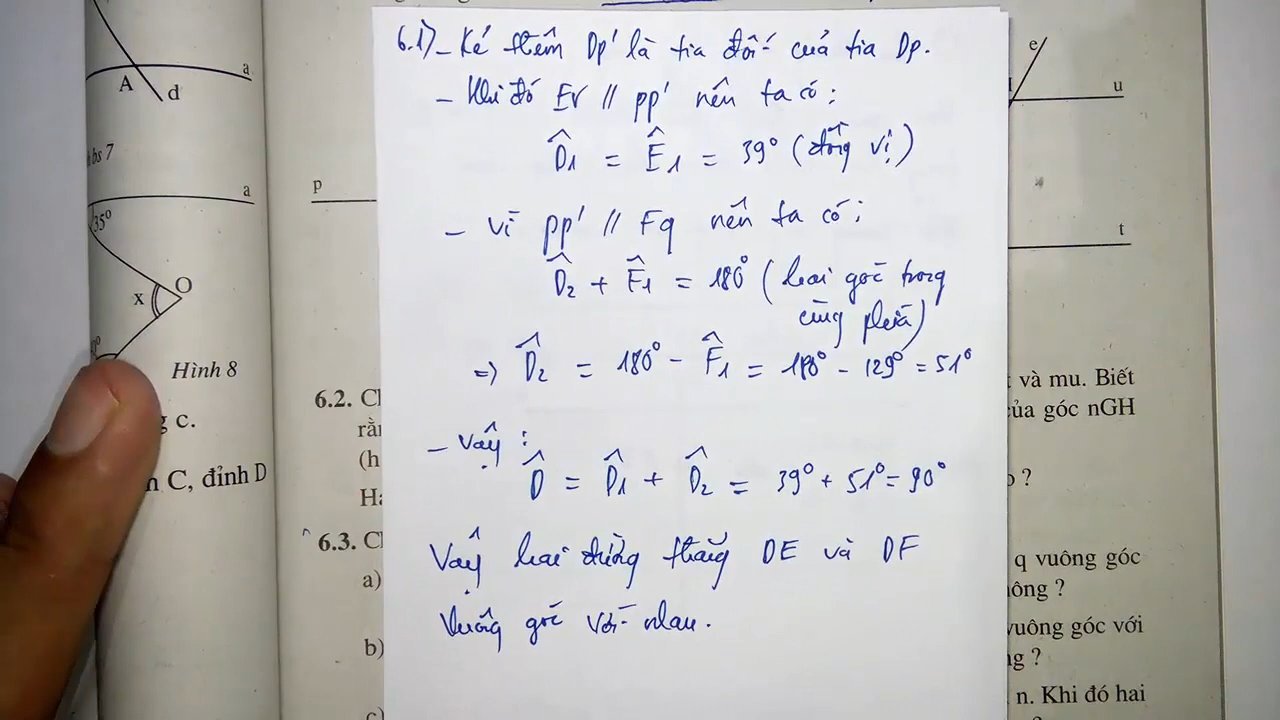 A
a
d
bs 7
a
35°
x
O
Hình 8
g c.
C, đỉnh D
p
6.2.
(h
6.3.
a)
b)
c)
6.1) - Kẻ thêm Dp' là tia đối của tia Dp.
- Khi đó Er // pp' nên ta có:
D̂1 = Ê1 = 39° (đồng vị)
- Vì pp' // Fq nên ta có:
D̂2 + F̂1 = 180° (hai góc trong
cùng phía)
=> D̂2 = 180° - F̂1 = 180° - 129° = 51°
- Vậy:
D̂ = D̂1 + D̂2 = 39° + 51° = 90°
Vậy hai đường thẳng DE và DF
vuông góc với nhau.
e
u
t
và mu. Biết
của góc nGH
?
q vuông góc
?
vuông góc với
?
n. Khi đó hai